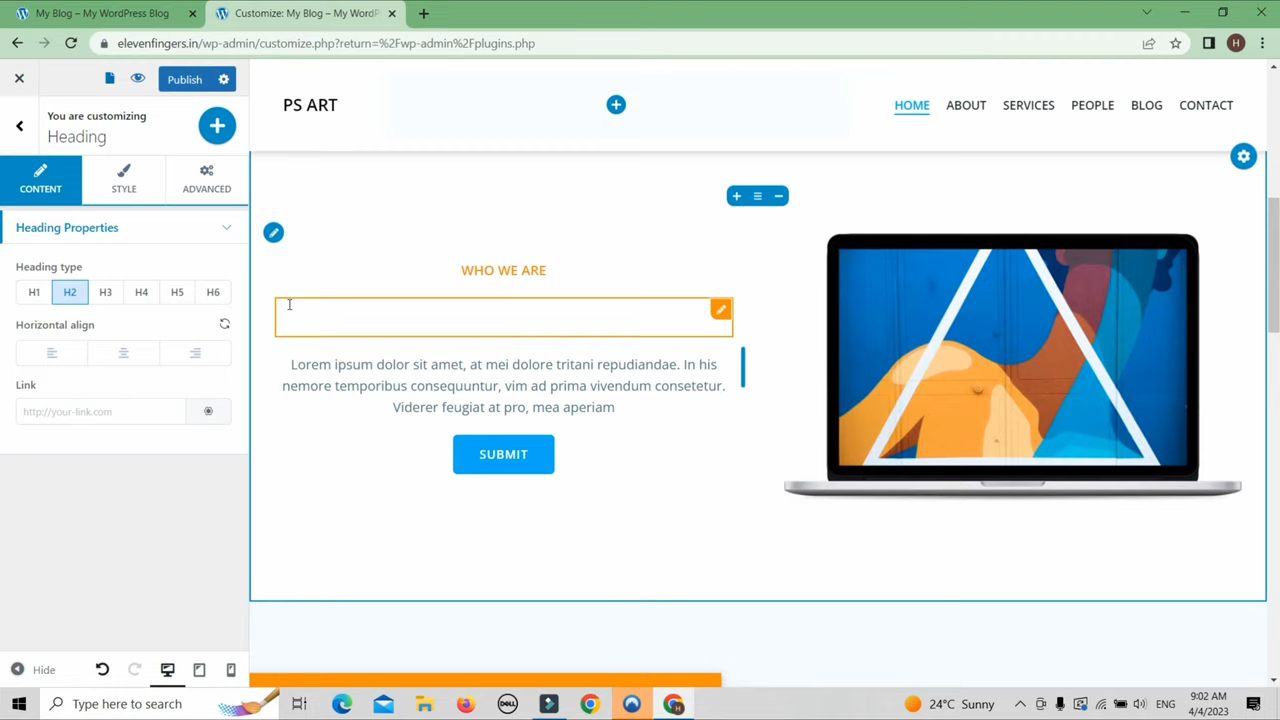 My Blog – My WordPress Blog
Customize: My Blog – My WordP
elevenfingers.in/wp-admin/customize.php?return=%2Fwp-admin%2Fplugins.php
H
Publish
You are customizing
Heading
CONTENT
STYLE
ADVANCED
Heading Properties
Heading type
H1
H2
H3
H4
H5
H6
Horizontal align
Link
http://your-link.com
Hide
PS ART
HOME
ABOUT
SERVICES
PEOPLE
BLOG
CONTACT
WHO WE ARE
Lorem ipsum dolor sit amet, at mei dolore tritani repudiandae. In his
nemore temporibus consequuntur, vim ad prima vivendum consetetur.
Viderer feugiat at pro, mea aperiam
SUBMIT
Type here to search
DELL
H
24°C Sunny
ENG
9:02 AM
4/4/2023